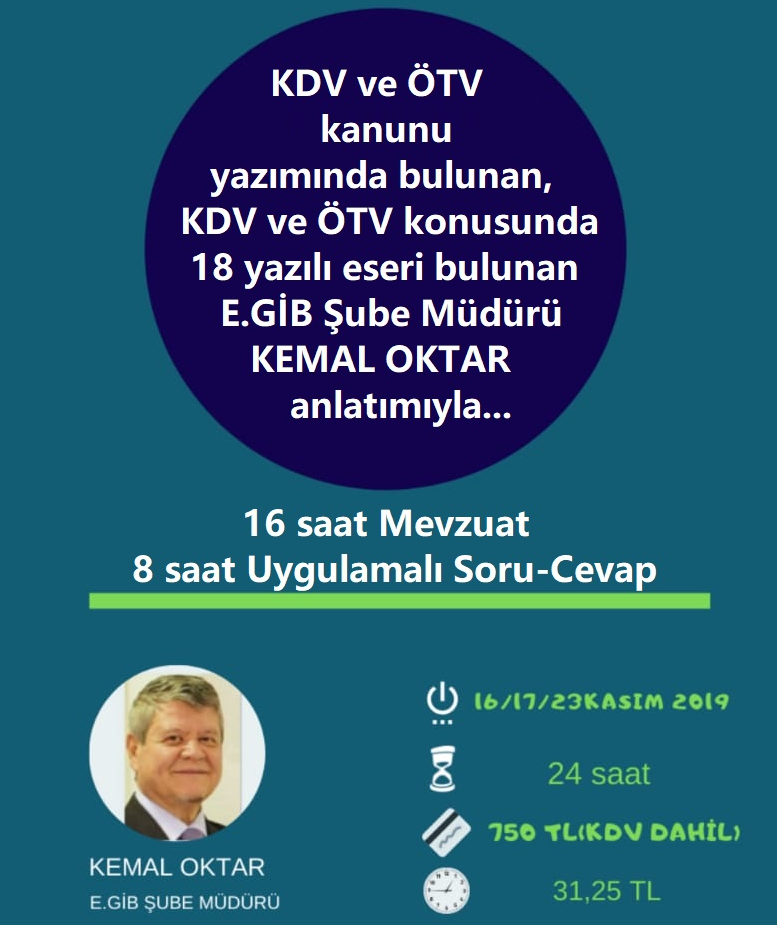 KDV ve ÖTV
kanunu
yazımında bulunan,
KDV ve ÖTV konusunda
18 yazılı eseri bulunan
E.GİB Şube Müdürü
KEMAL OKTAR
anlatımıyla...
16 saat Mevzuat
8 saat Uygulamalı Soru-Cevap
16/17/23KASIM 2019
24 saat
750 TL(KDV DAHİL)
31,25 TL
KEMAL OKTAR
E.GİB ŞUBE MÜDÜRÜ